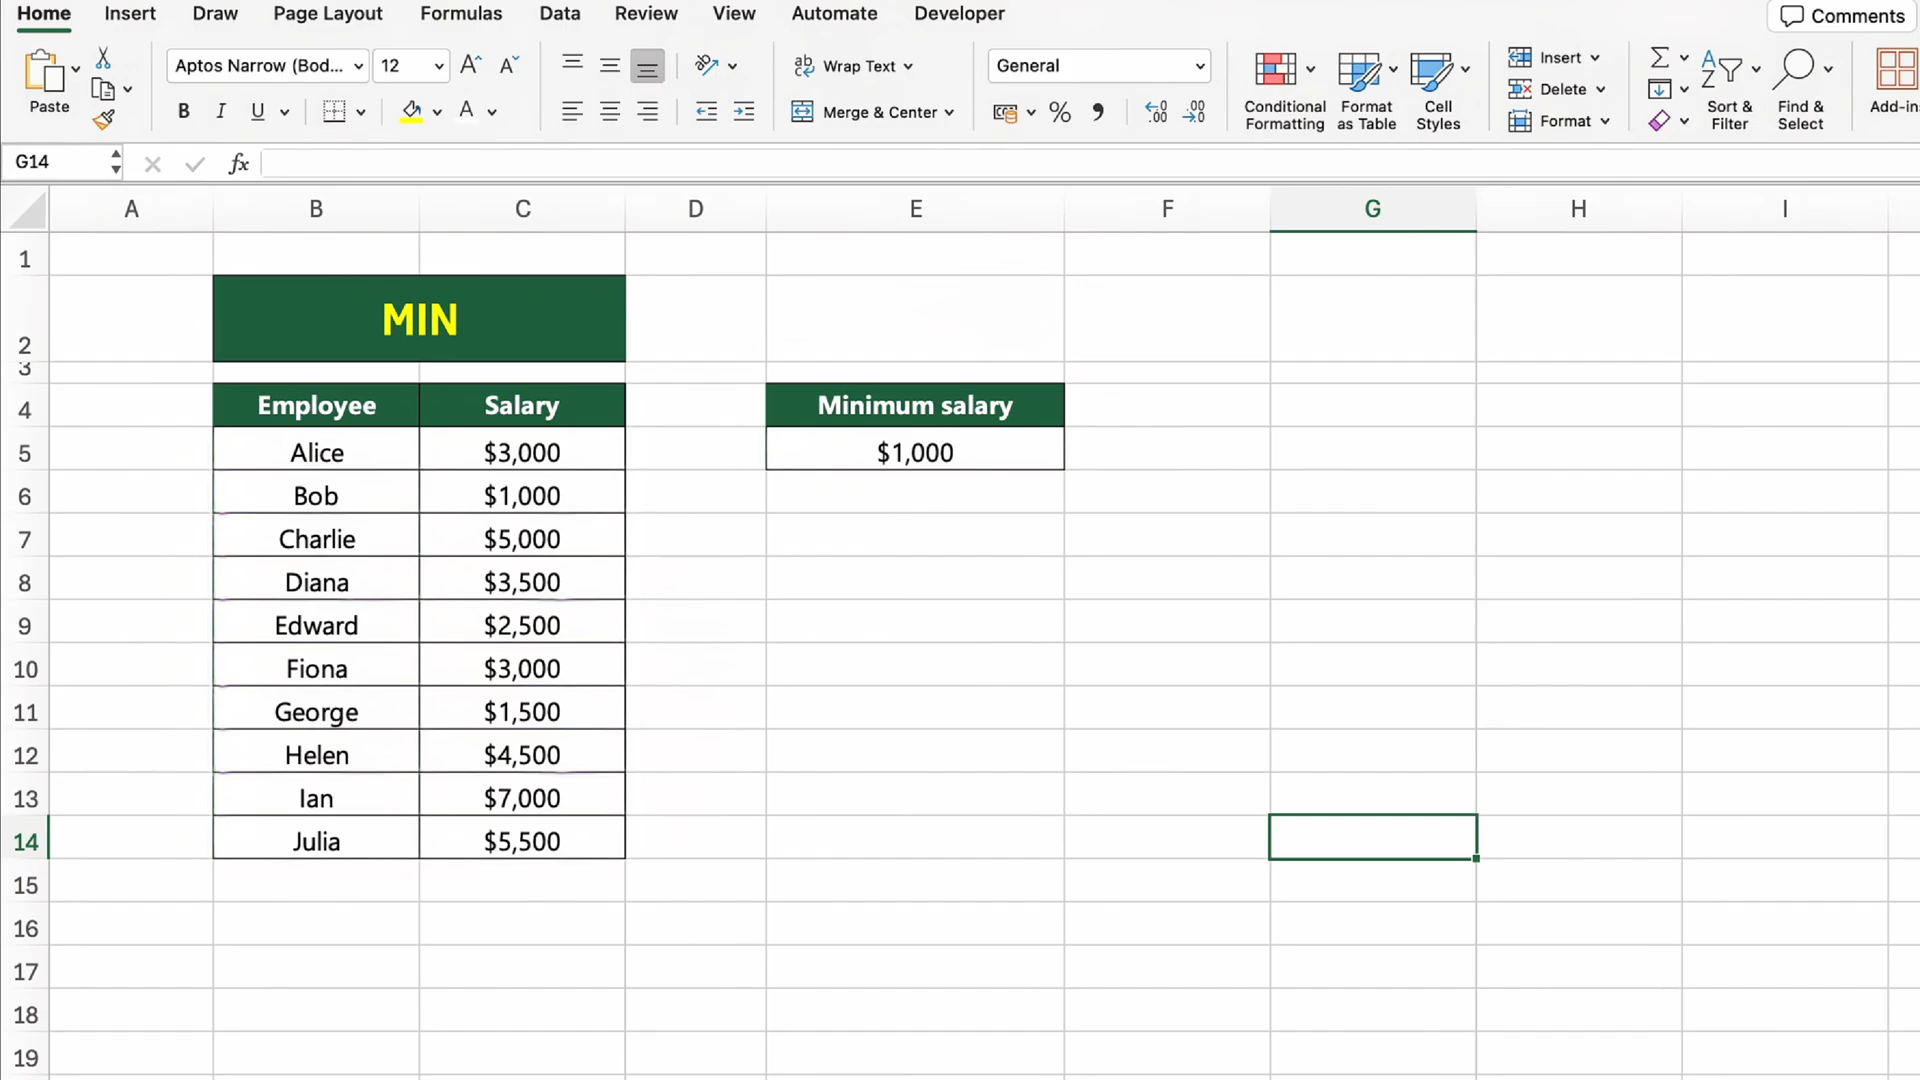 Home Insert Draw Page Layout Formulas Data Review View Automate Developer Comments
Aptos Narrow (Bod... 12 A A ab Wrap Text General Insert Σ
Paste Conditional Formatting Format as Table Cell Styles Delete Sort & Filter Find & Select Add-in
B I U A Merge & Center % Format
G14 fx
A B C D E F G H I
1
2 MIN
3
4 Employee Salary Minimum salary
5 Alice $3,000 $1,000
6 Bob $1,000
7 Charlie $5,000
8 Diana $3,500
9 Edward $2,500
10 Fiona $3,000
11 George $1,500
12 Helen $4,500
13 Ian $7,000
14 Julia $5,500
15
16
17
18
19